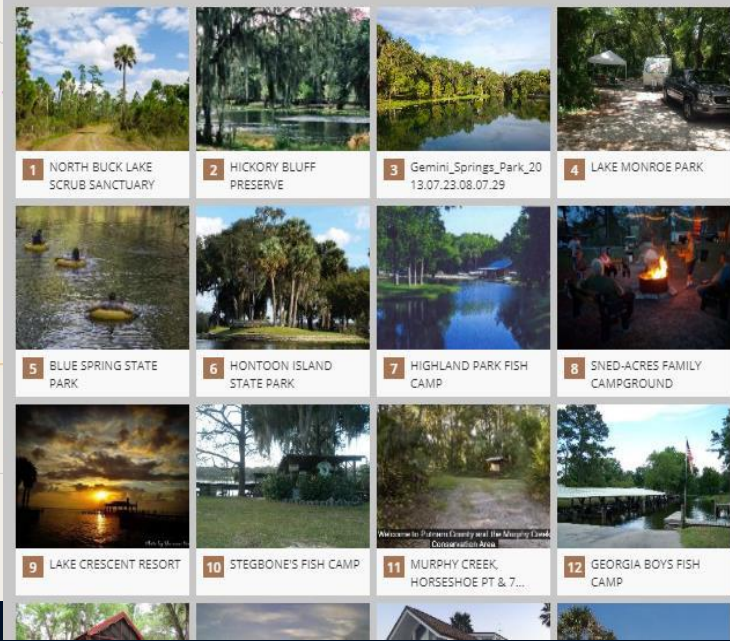 1 NORTH BUCK LAKE
SCRUB SANCTUARY
2 HICKORY BLUFF
PRESERVE
3 Gemini_Springs_Park_20
13.07.23.08.07.29
4 LAKE MONROE PARK
5 BLUE SPRING STATE
PARK
6 HONTOON ISLAND
STATE PARK
7 HIGHLAND PARK FISH
CAMP
8 SNED-ACRES FAMILY
CAMPGROUND
9 LAKE CRESCENT RESORT
10 STEGBONE'S FISH CAMP
Welcome to Putnam County and the Murphy Creek
Conservation Area
11 MURPHY CREEK,
HORSESHOE PT & 7...
12 GEORGIA BOYS FISH
CAMP